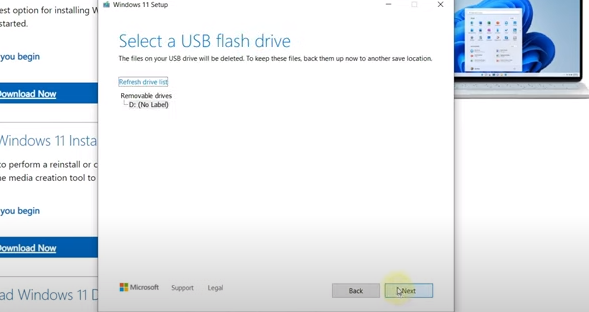 Windows 11 Setup
est option for installing W
started.
Select a USB flash drive
The files on your USB drive will be deleted. To keep these files, back them up now to another save location.
you begin
Refresh drive list
Removable drives
D: (No Label)
Download Now
Windows 11 Insta
to perform a reinstall or c
he media creation tool to
you begin
Download Now
ad Windows 11 D
Microsoft
Support
Legal
Back
Next